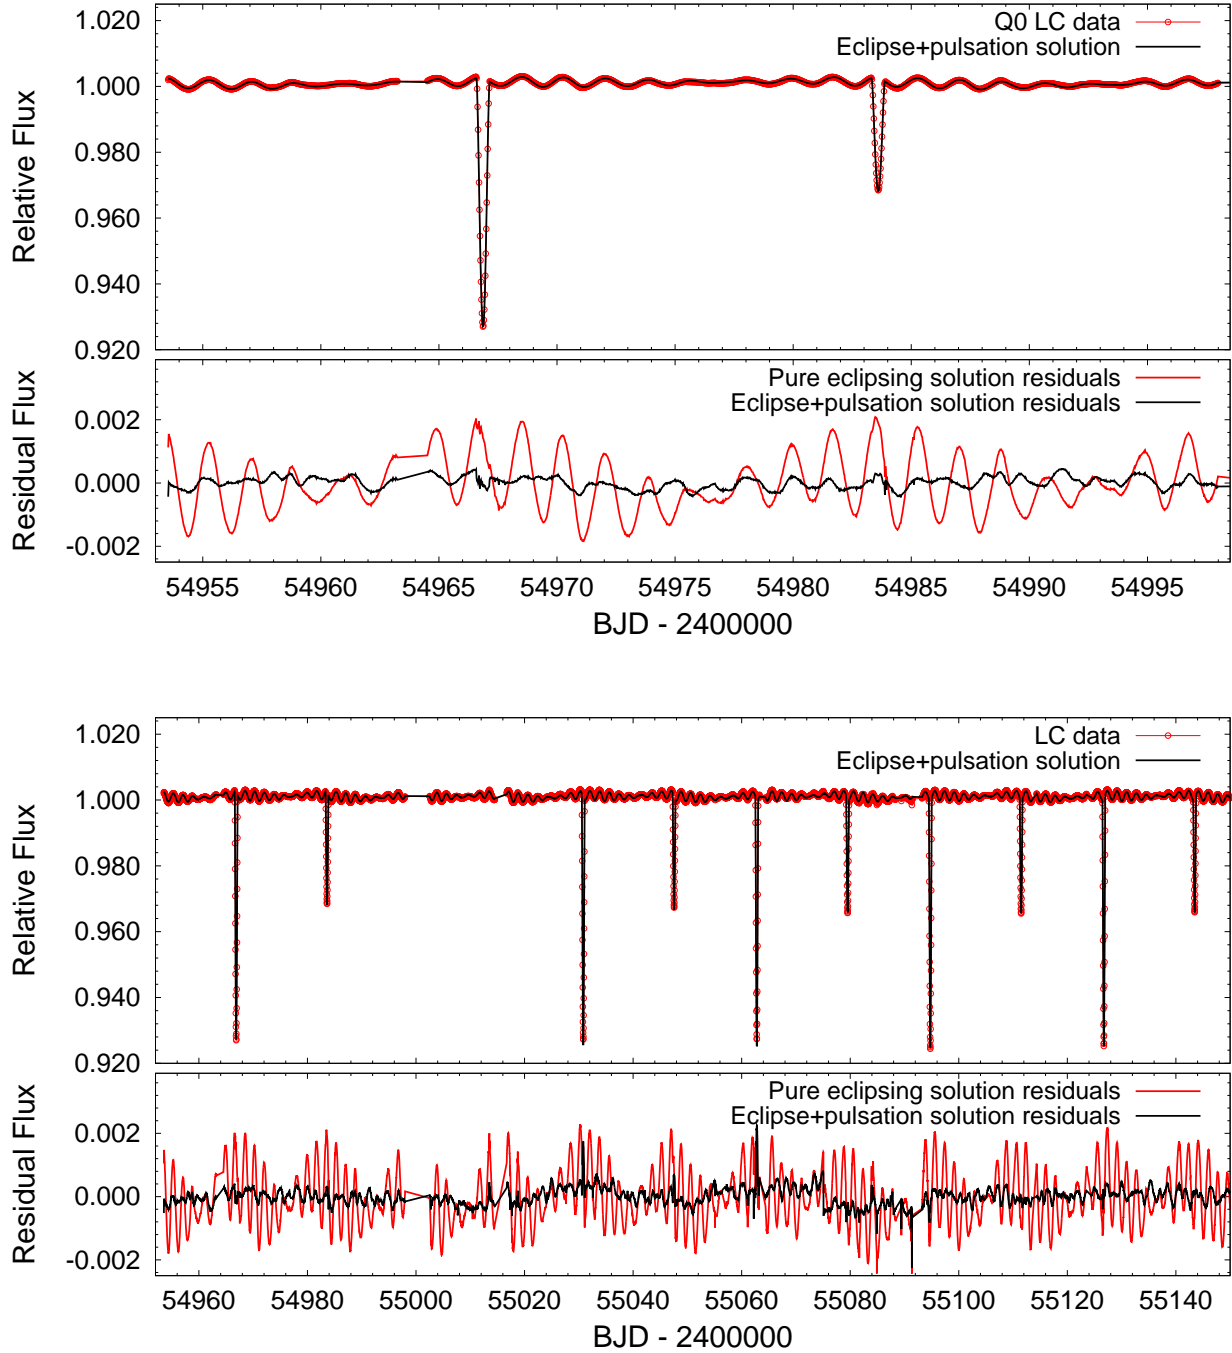 1.020
1.000
0.980
0.960
0.940
0.920
Relative Flux
Q0 LC data
Eclipse+pulsation solution
0.002
0.000
-0.002
Residual Flux
Pure eclipsing solution residuals
Eclipse+pulsation solution residuals
54955 54960 54965 54970 54975 54980 54985 54990 54995
BJD - 2400000
1.020
1.000
0.980
0.960
0.940
0.920
Relative Flux
LC data
Eclipse+pulsation solution
0.002
0.000
-0.002
Residual Flux
Pure eclipsing solution residuals
Eclipse+pulsation solution residuals
54960 54980 55000 55020 55040 55060 55080 55100 55120 55140
BJD - 2400000